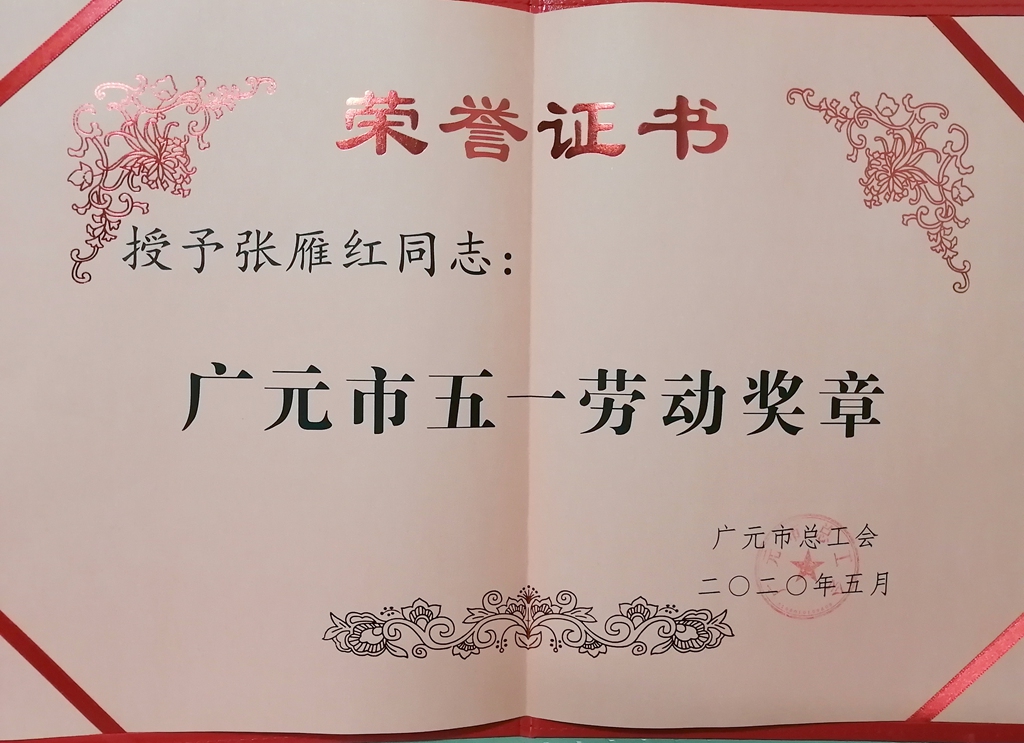 荣誉证书
授予张雁红同志：
广元市五一劳动奖章
广元市总工会
二〇二〇年五月